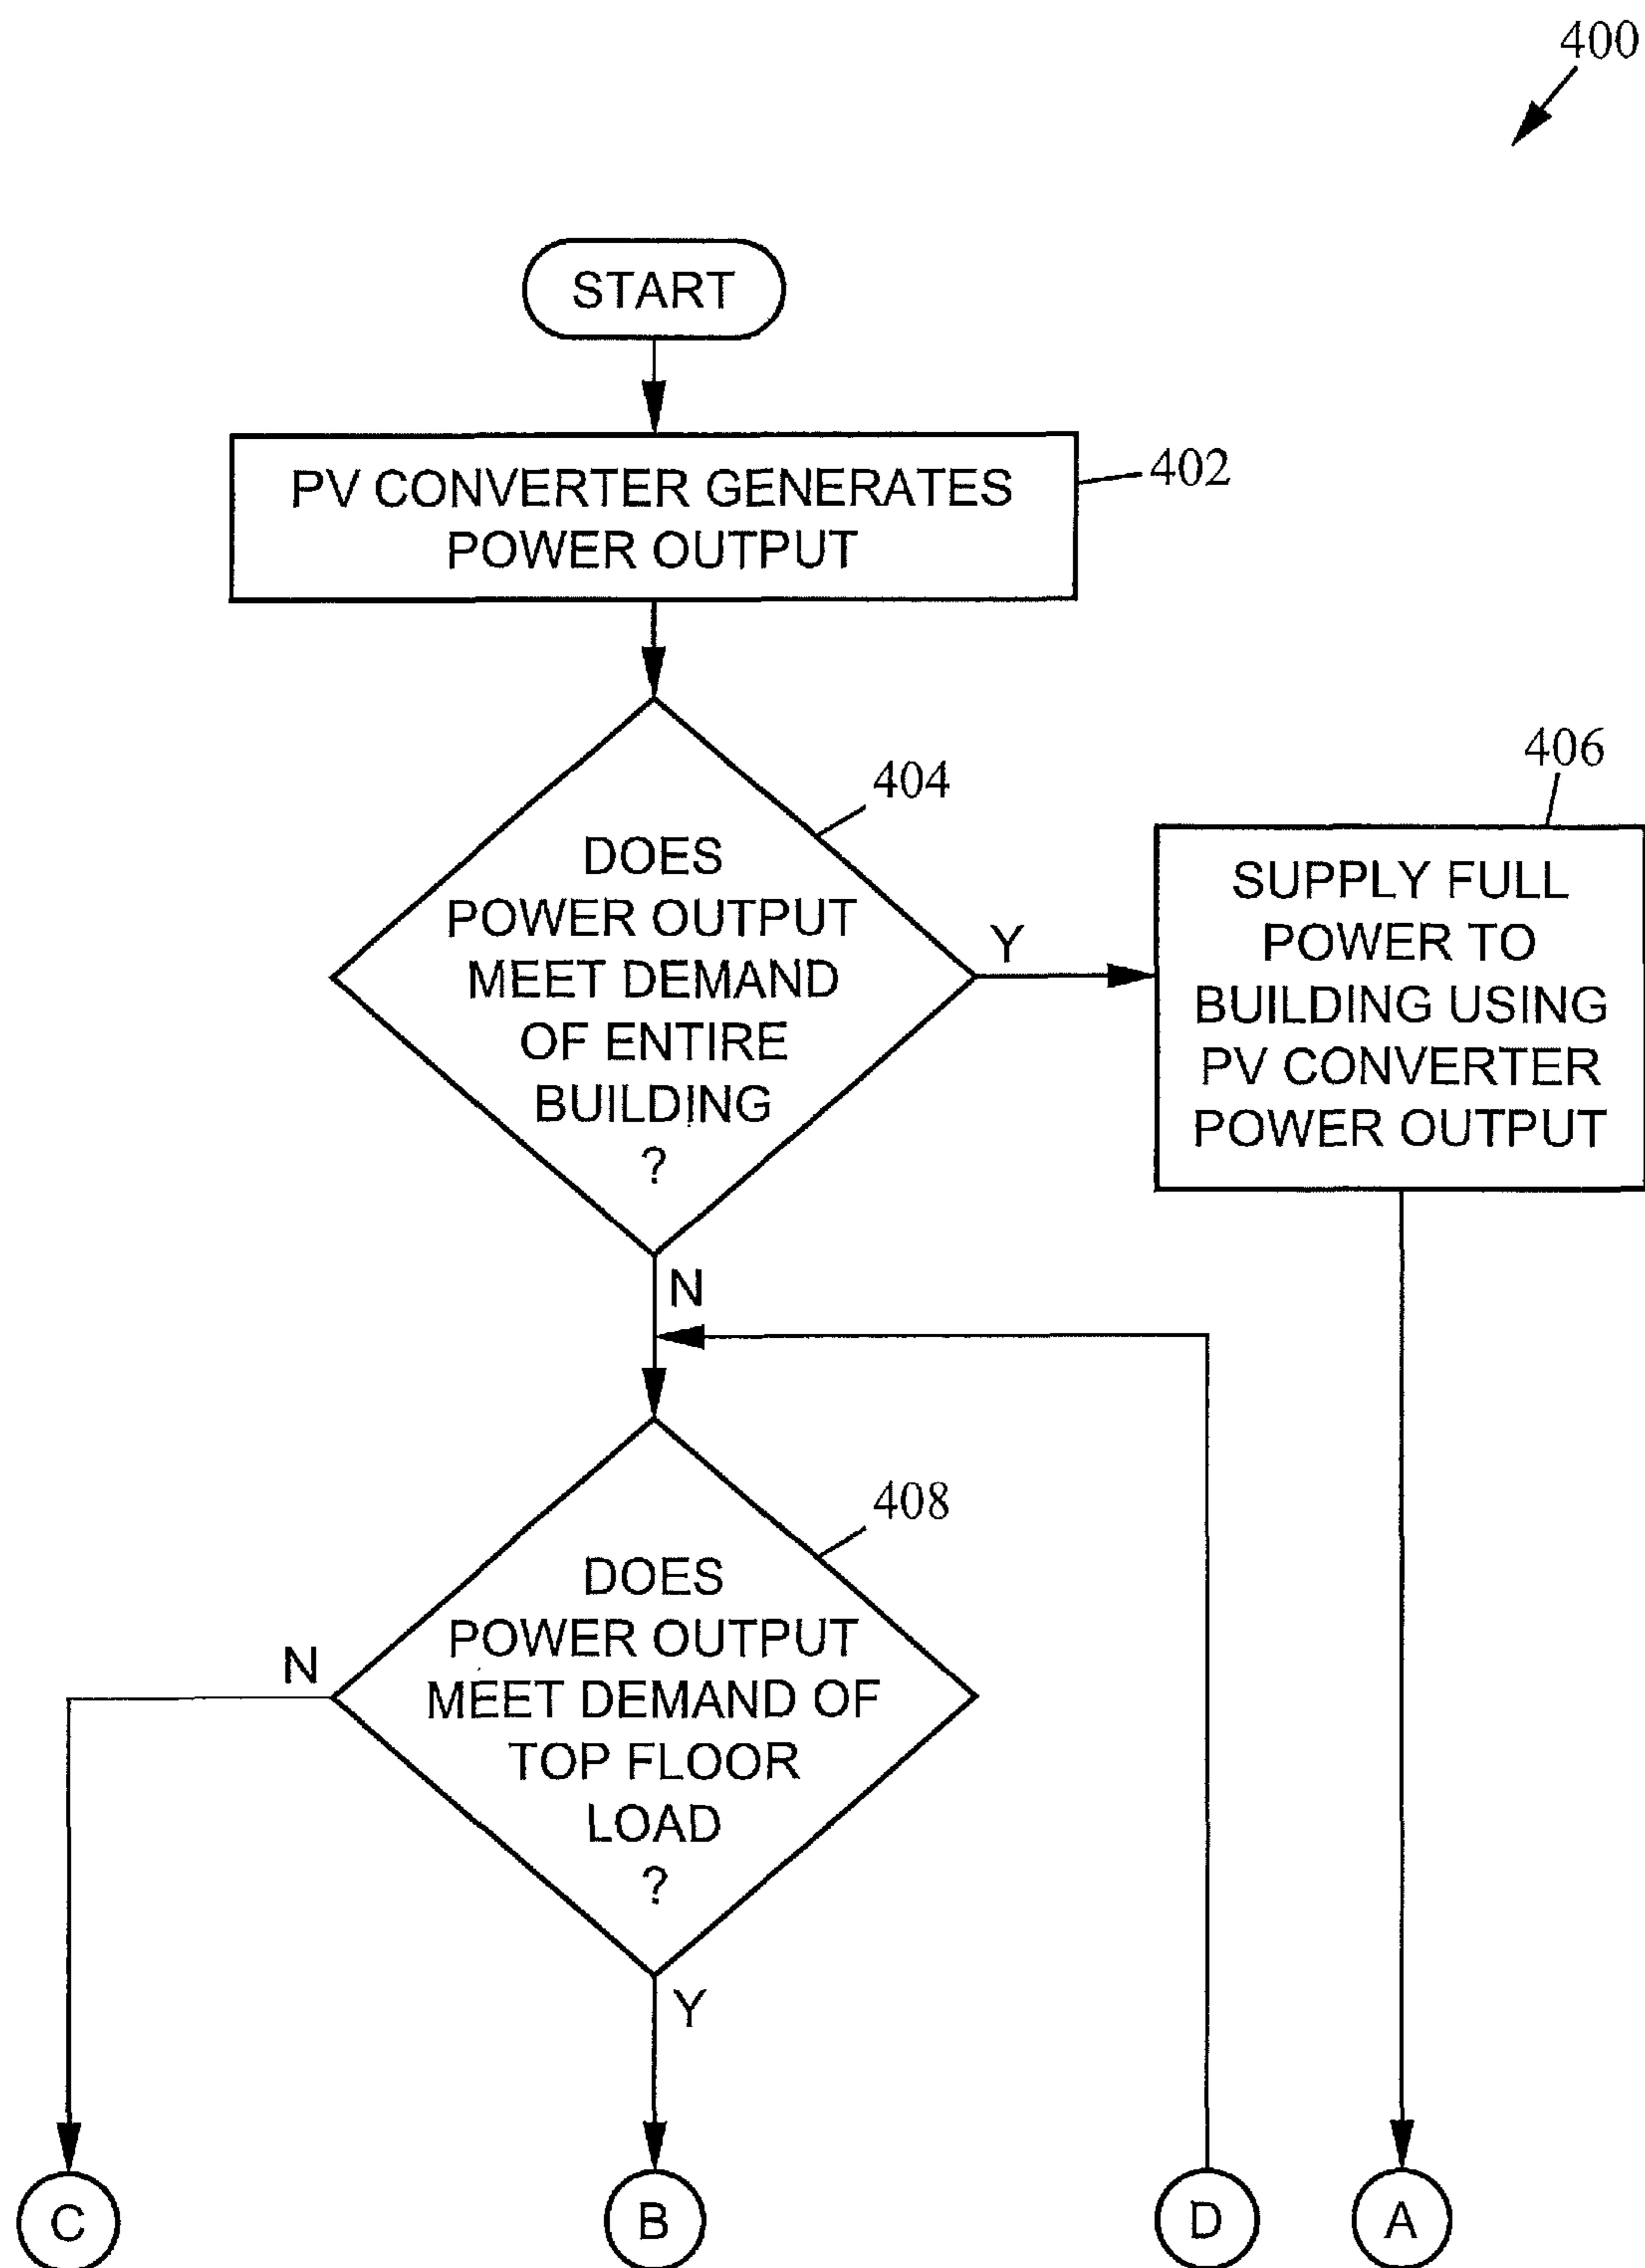 400
START
PV CONVERTER GENERATES
POWER OUTPUT
402
404
DOES
POWER OUTPUT
MEET DEMAND
OF ENTIRE
BUILDING
?
Y
406
SUPPLY FULL
POWER TO
BUILDING USING
PV CONVERTER
POWER OUTPUT
N
408
DOES
POWER OUTPUT
MEET DEMAND OF
TOP FLOOR
LOAD
?
N
Y
C
B
D
A